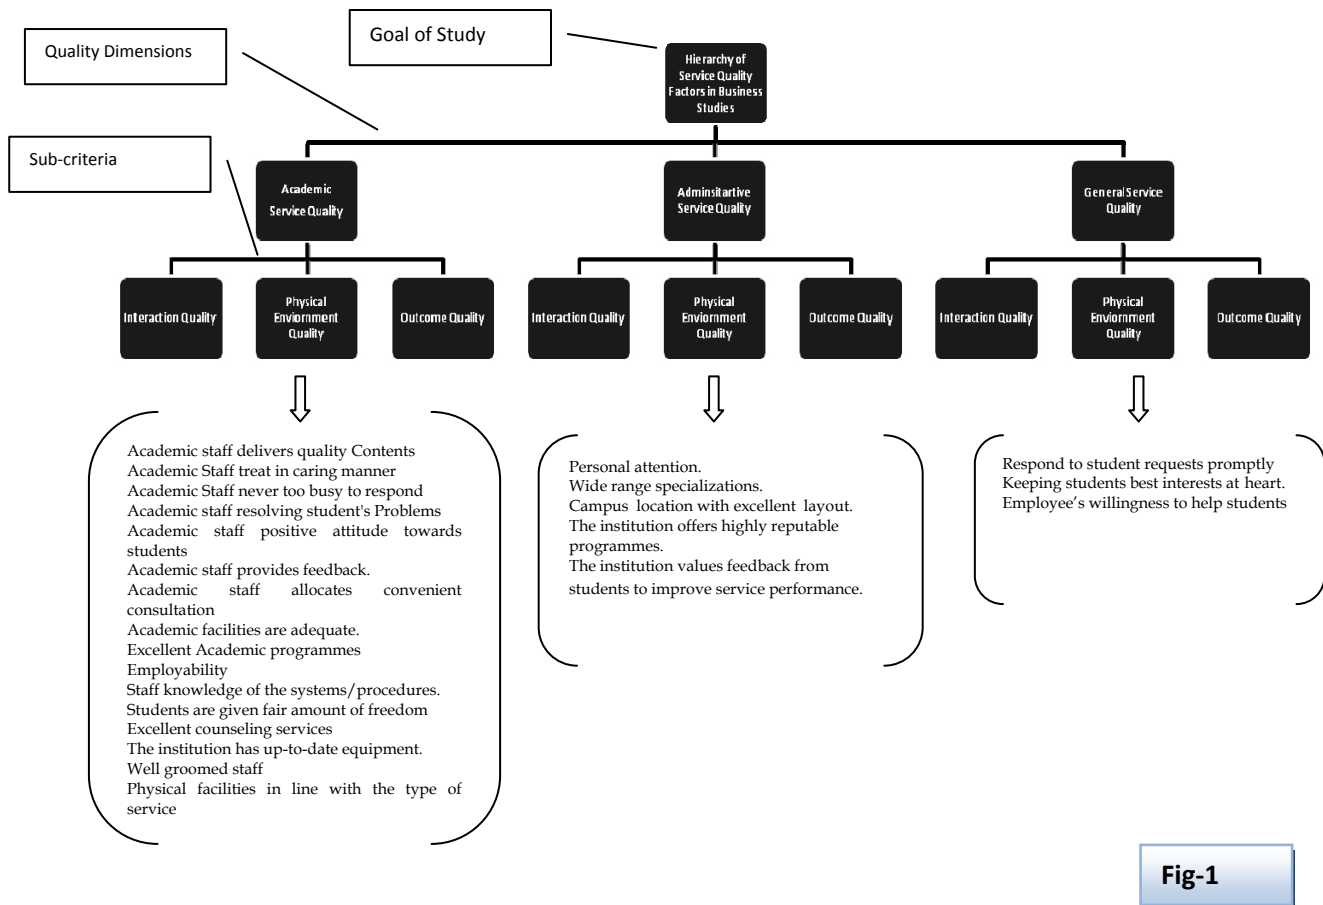 Goal of Study
Quality Dimensions
Sub-criteria
Hierarchy of
Service Quality
Factors in Business
Studies
Academic
Service Quality
Adminsitartive
Service Quality
General Service
Quality
Interaction Quality
Physical
Enviornment
Quality
Outcome Quality
Interaction Quality
Physical
Enviornment
Quality
Outcome Quality
Interaction Quality
Physical
Enviornment
Quality
Outcome Quality
Academic staff delivers quality Contents
Academic Staff treat in caring manner
Academic Staff never too busy to respond
Academic staff resolving student's Problems
Academic staff positive attitude towards
students
Academic staff provides feedback.
Academic staff allocates convenient
consultation
Academic facilities are adequate.
Excellent Academic programmes
Employability
Staff knowledge of the systems/procedures.
Students are given fair amount of freedom
Excellent counseling services
The institution has up-to-date equipment.
Well groomed staff
Physical facilities in line with the type of
service
Personal attention.
Wide range specializations.
Campus location with excellent layout.
The institution offers highly reputable
programmes.
The institution values feedback from
students to improve service performance.
Respond to student requests promptly
Keeping students best interests at heart.
Employee’s willingness to help students
Fig-1